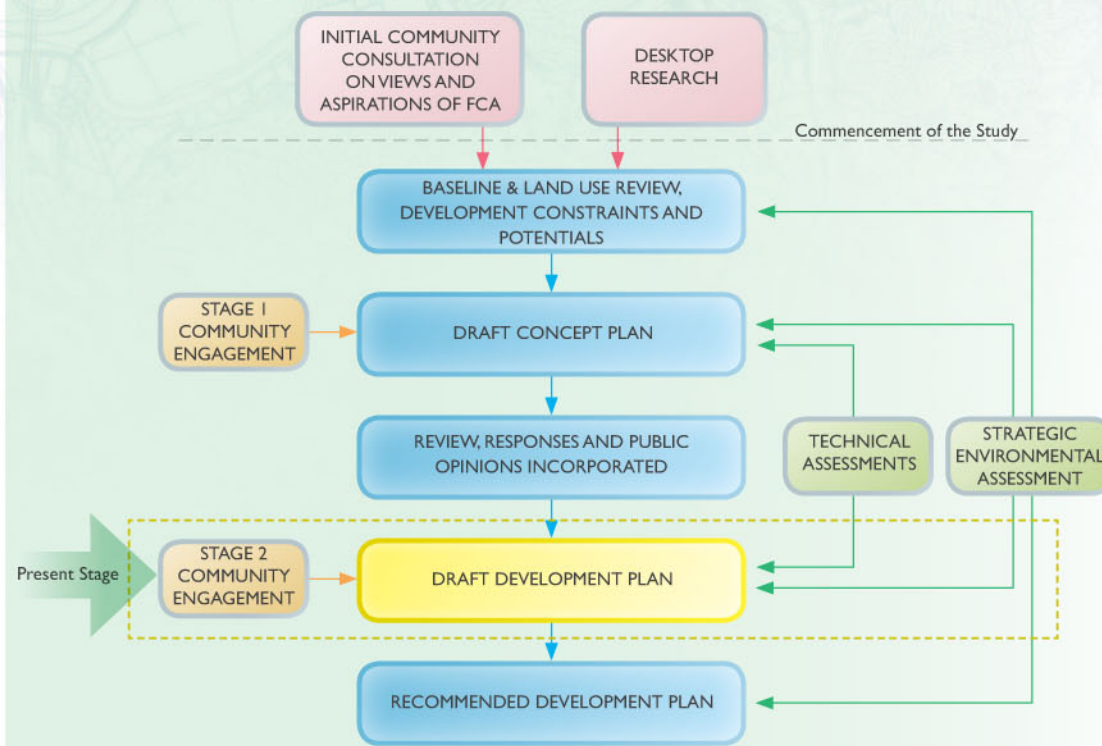 INITIAL COMMUNITY
CONSULTATION
ON VIEWS AND
ASPIRATIONS OF FCA
DESKTOP
RESEARCH
Commencement of the Study
BASELINE & LAND USE REVIEW,
DEVELOPMENT CONSTRAINTS AND
POTENTIALS
STAGE 1
COMMUNITY
ENGAGEMENT
DRAFT CONCEPT PLAN
REVIEW, RESPONSES AND PUBLIC
OPINIONS INCORPORATED
TECHNICAL
ASSESSMENTS
STRATEGIC
ENVIRONMENTAL
ASSESSMENT
Present Stage
STAGE 2
COMMUNITY
ENGAGEMENT
DRAFT DEVELOPMENT PLAN
RECOMMENDED DEVELOPMENT PLAN